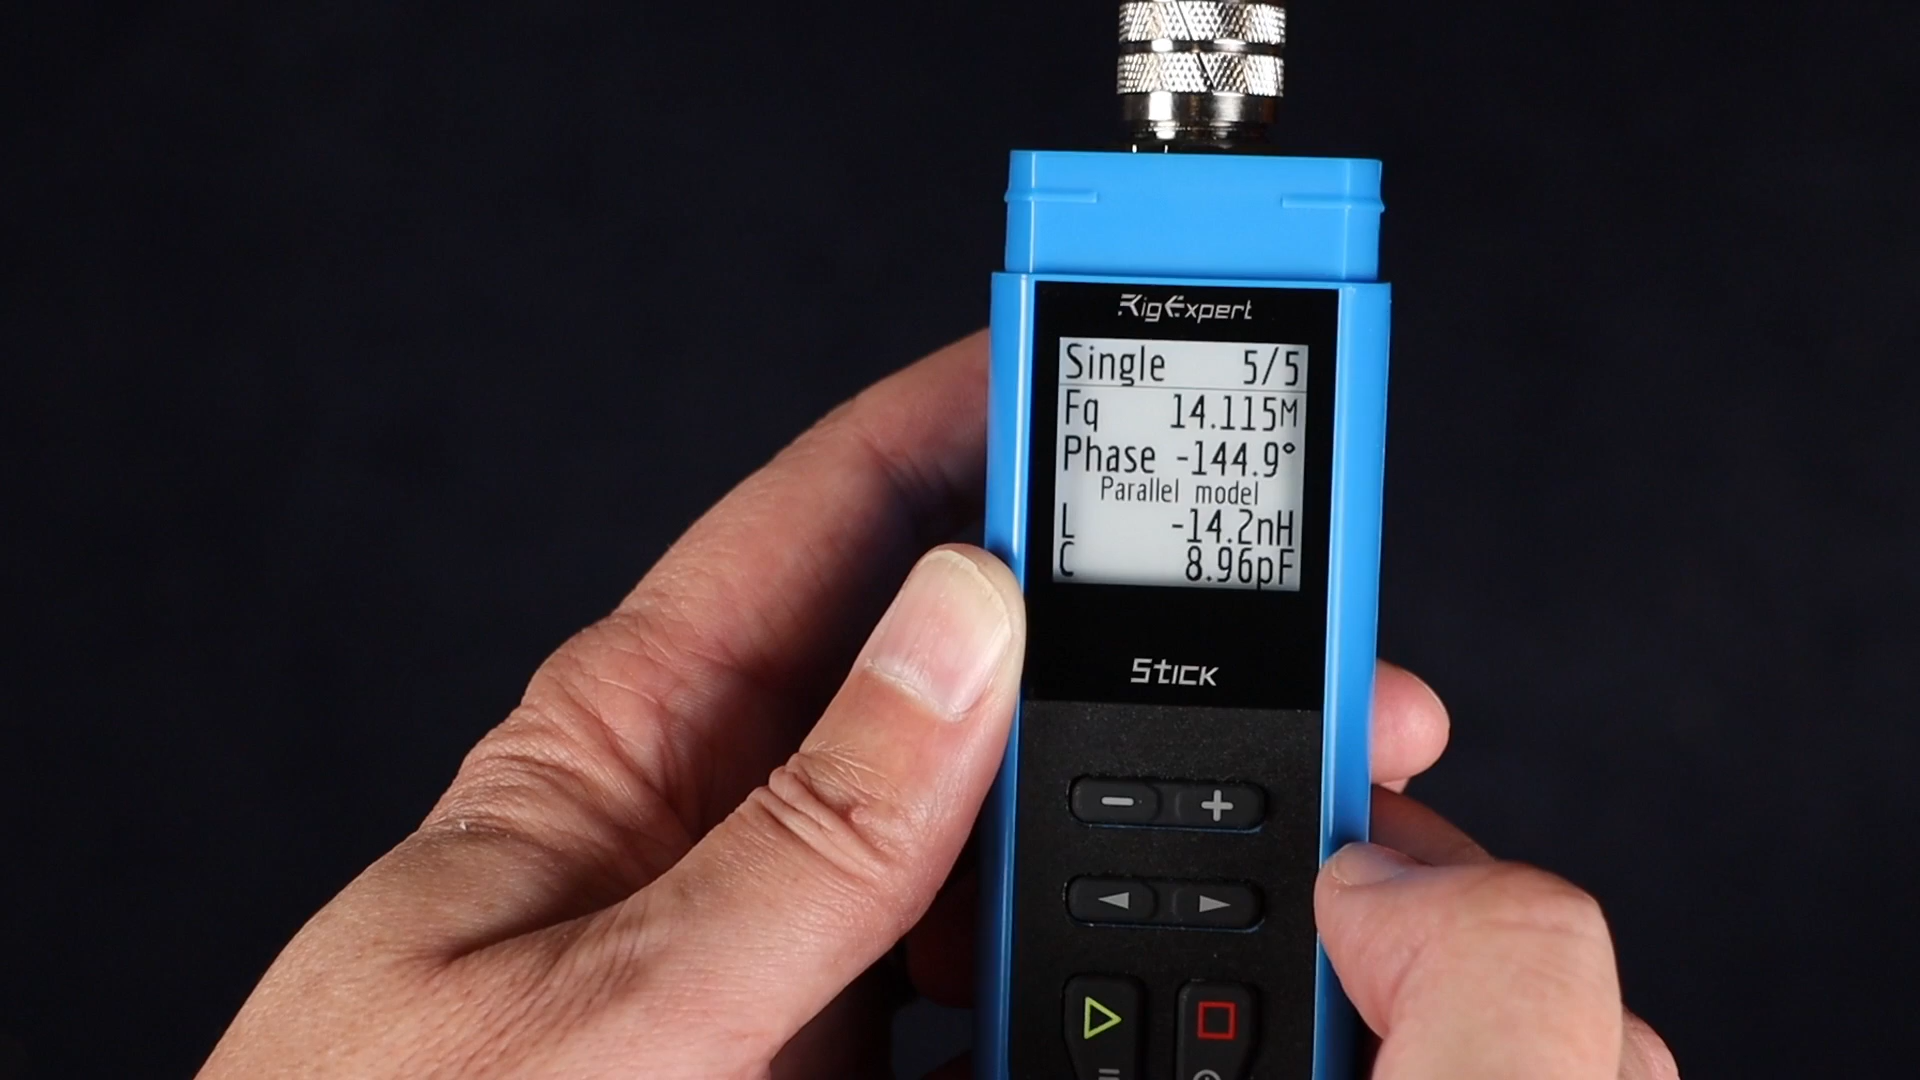 RigExpert
Single 5/5
Fq 14.115M
Phase -144.9°
Parallel model
L -14.2nH
C 8.96pF
Stick